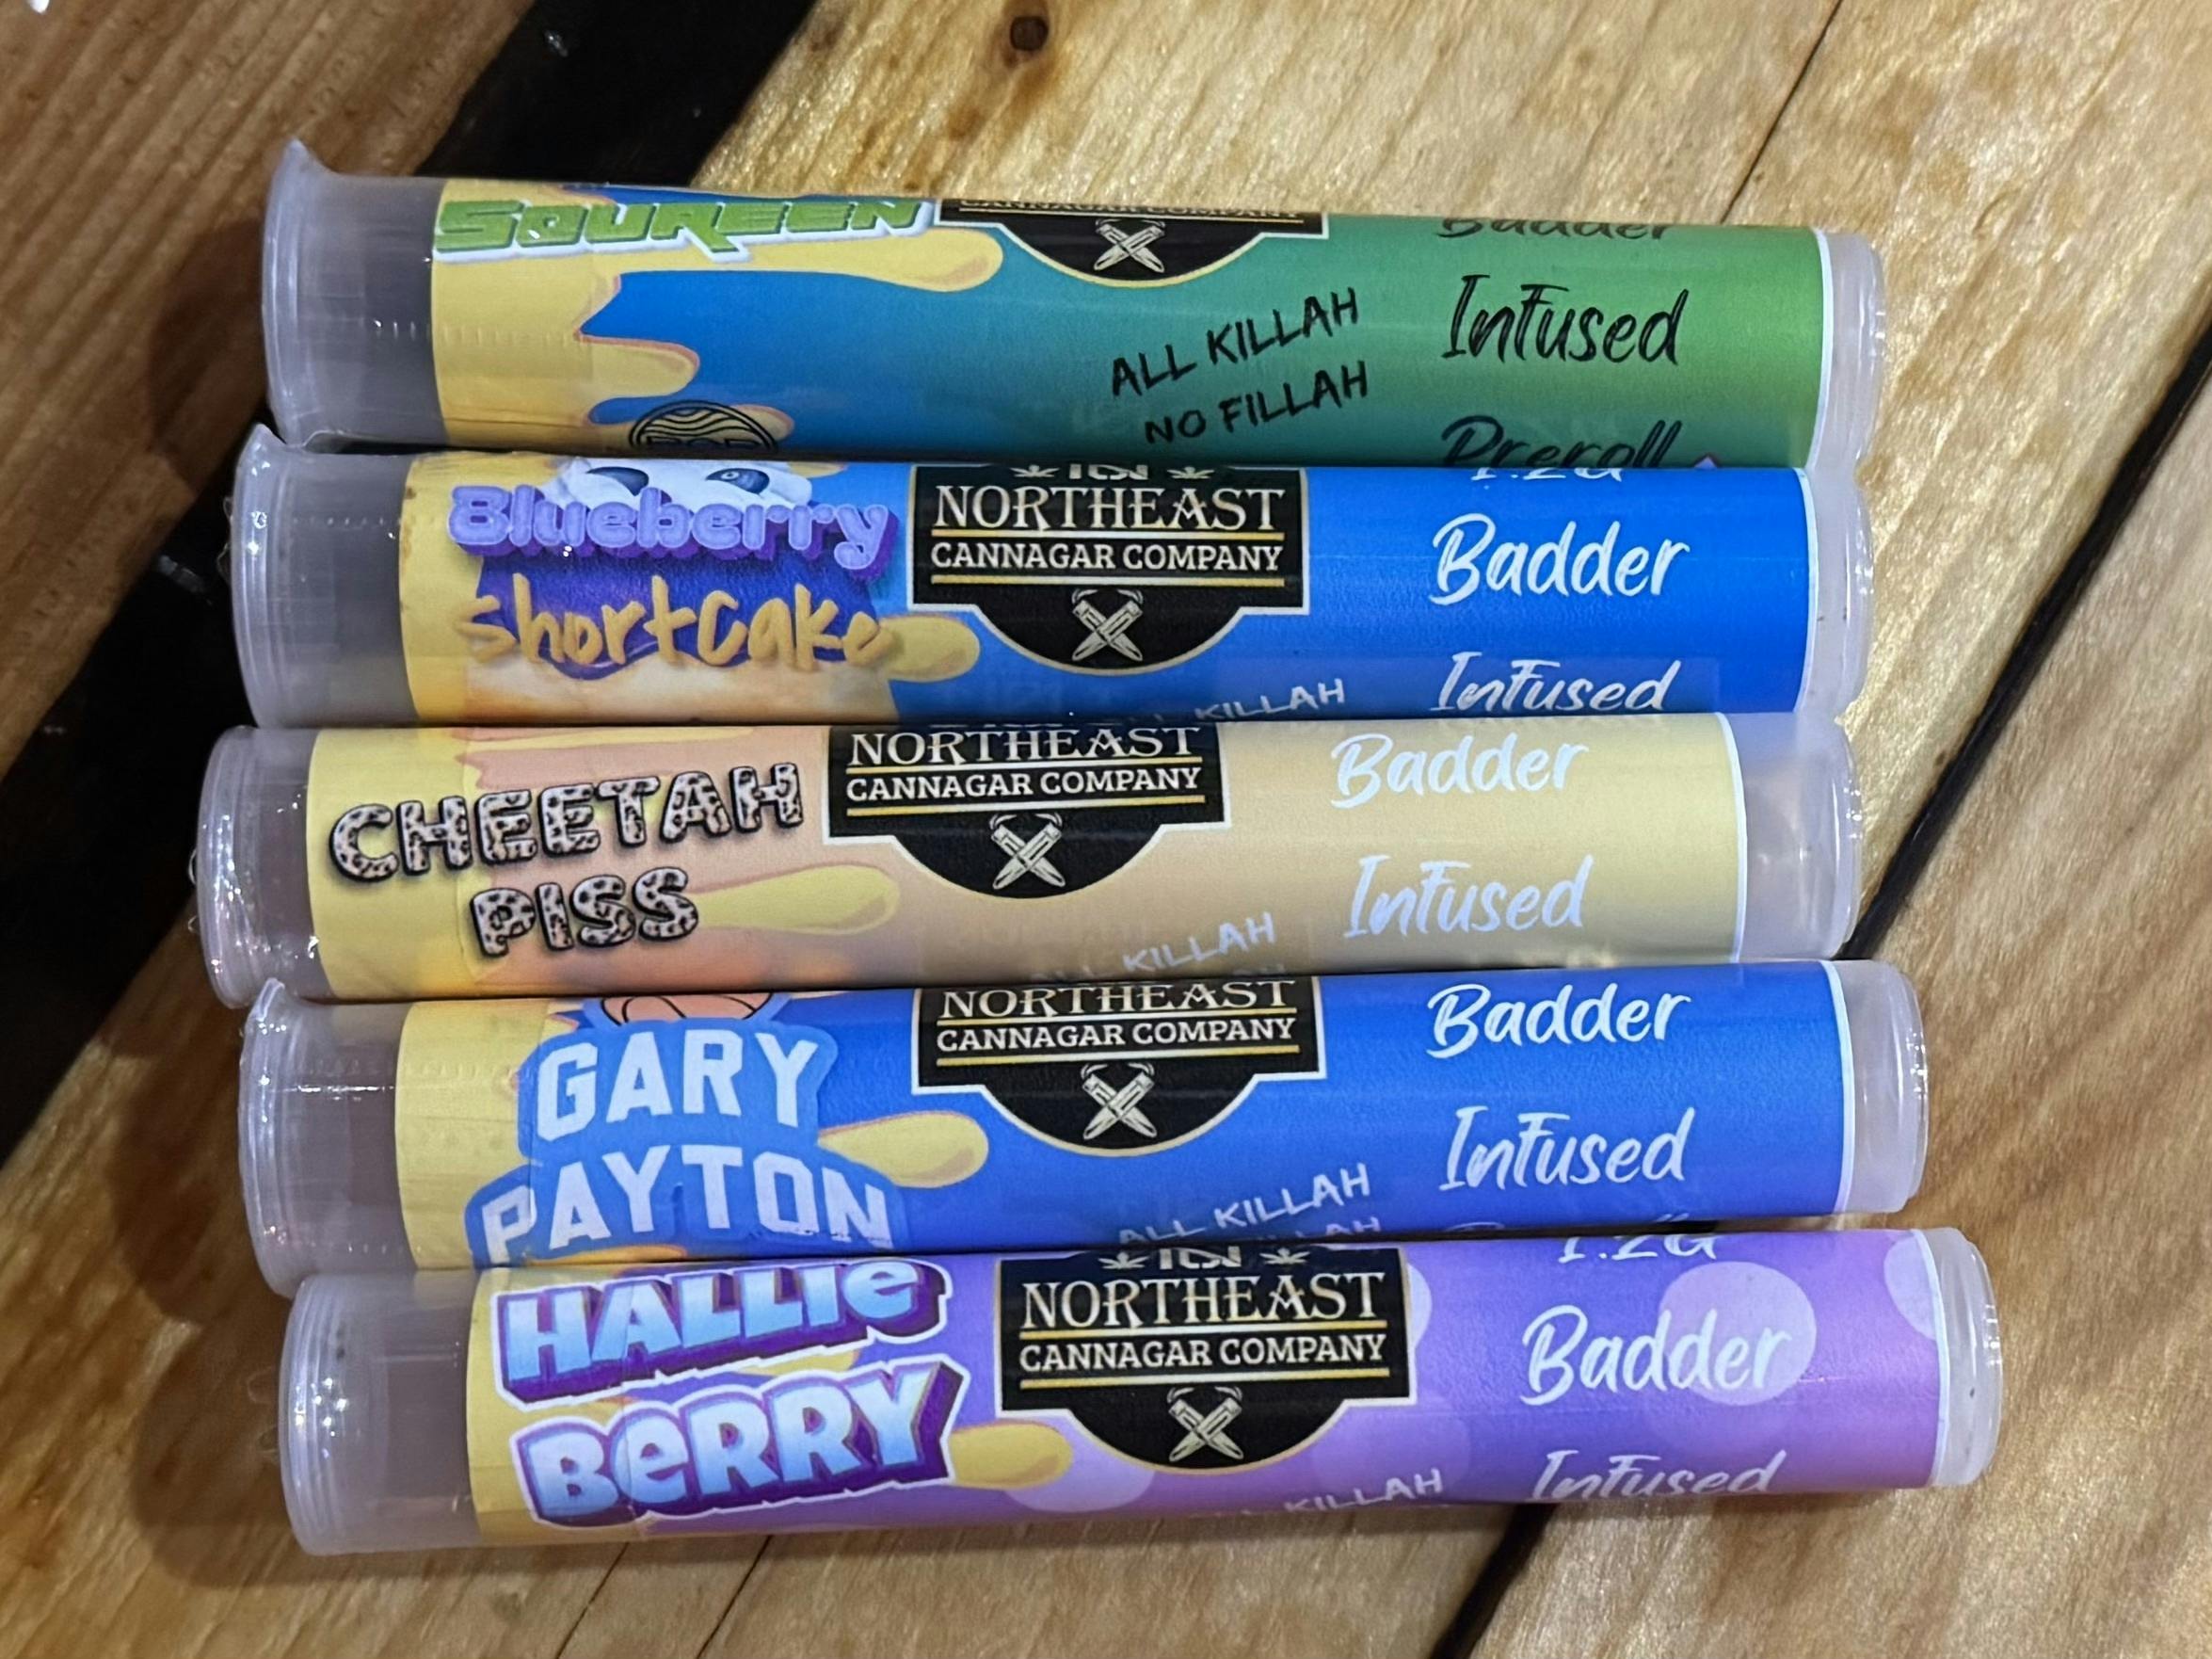 SOUREEN
CANNAGAR COMPANY
ALL KILLAH
NO FILLAH
Badder
Infused
Preroll
Blueberry
shortcake
NORTHEAST
CANNAGAR COMPANY
KILLAH
1.2G
Badder
Infused
CHEETAH
PISS
NORTHEAST
CANNAGAR COMPANY
ALL KILLAH
Badder
Infused
GARY
PAYTON
NORTHEAST
CANNAGAR COMPANY
ALL KILLAH
Badder
Infused
HALLIE
BERRY
NORTHEAST
CANNAGAR COMPANY
KILLAH
1.2G
Badder
Infused